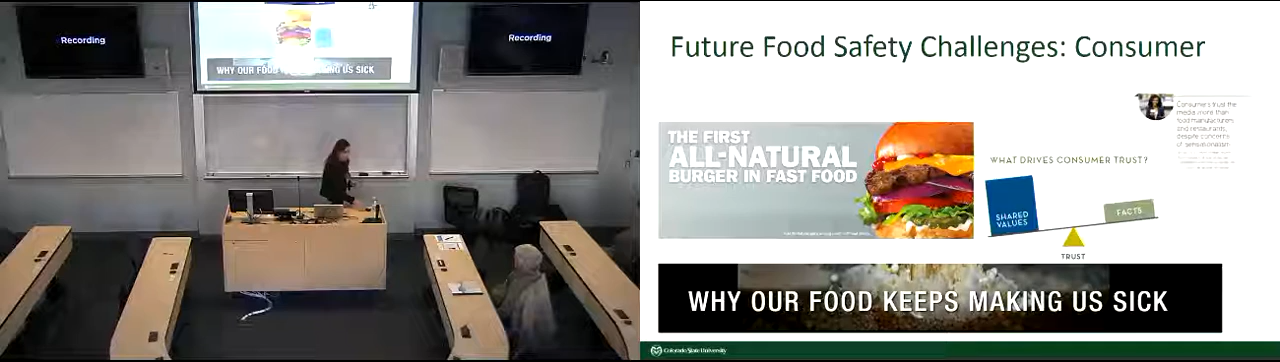 Recording
WHY OUR FOOD KEEPS MAKING US SICK
Recording
Future Food Safety Challenges: Consumer
THE FIRST
ALL-NATURAL
BURGER IN FAST FOOD
WHAT DRIVES CONSUMER TRUST?
SHARED
VALUES
FACTS
TRUST
Consumers trust the
media more than
food manufacturers
and restaurants,
despite concerns
of sensationalism
WHY OUR FOOD KEEPS MAKING US SICK
Colorado State University